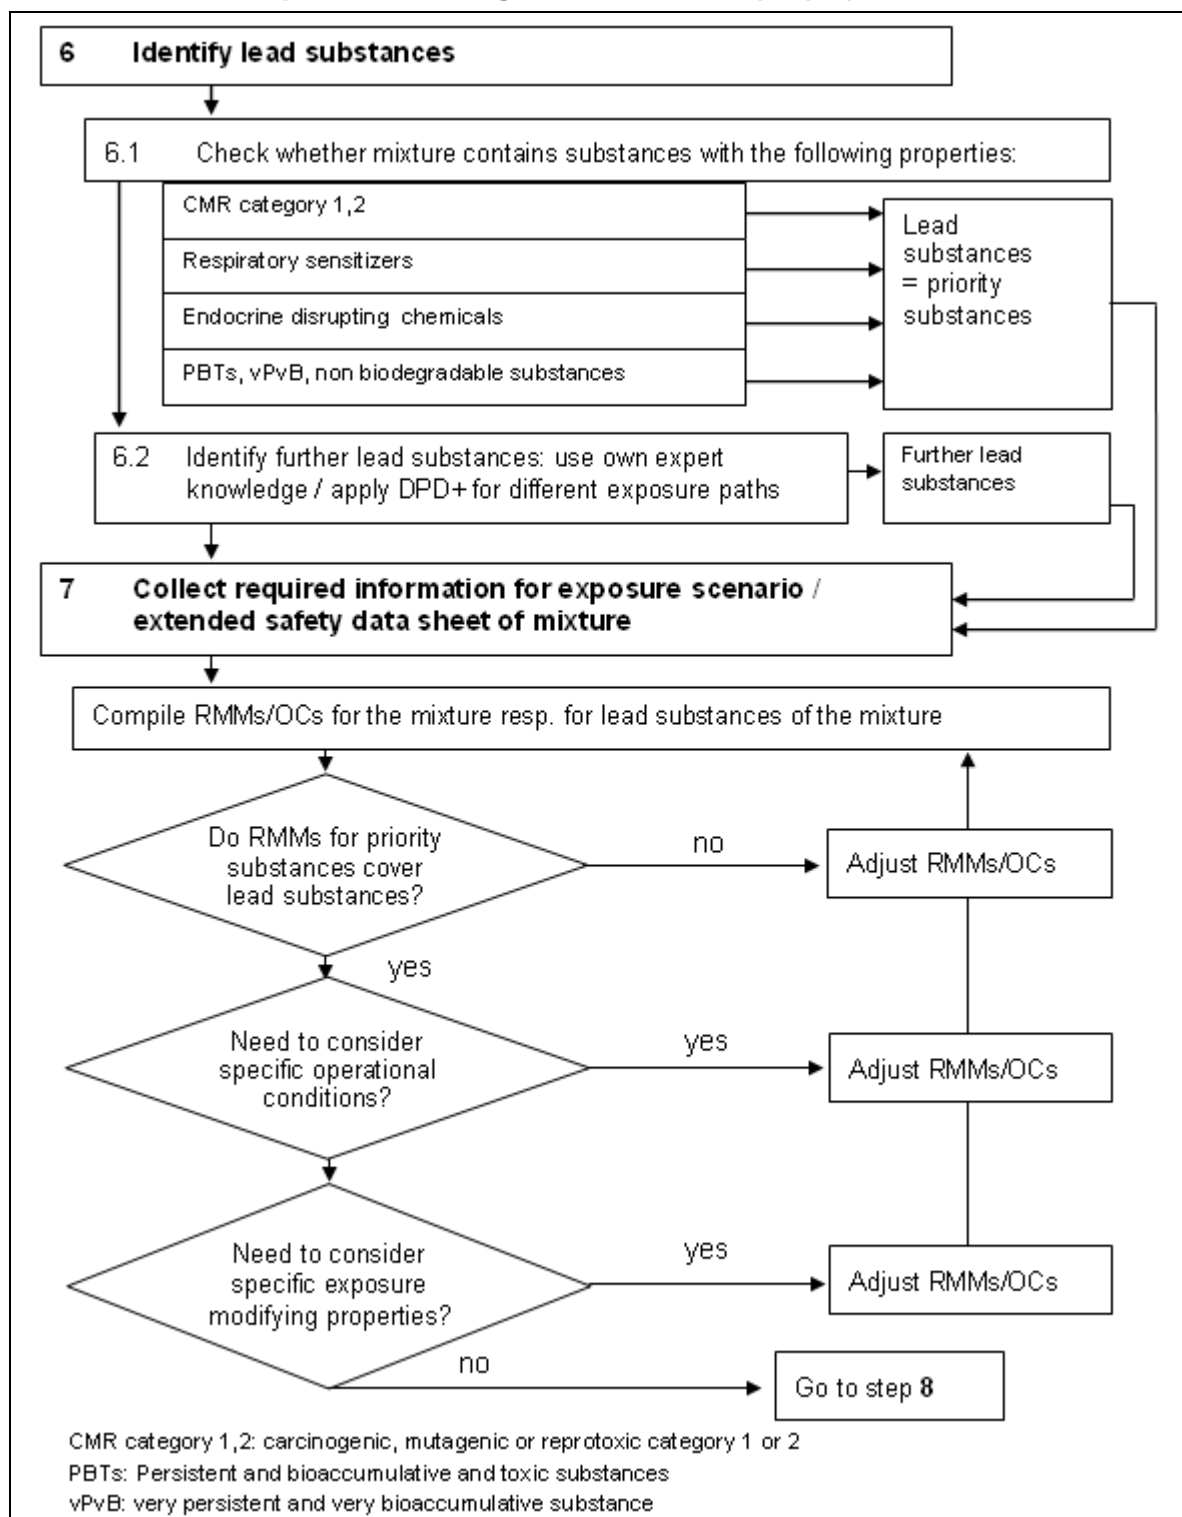 6 Identify lead substances
6.1 Check whether mixture contains substances with the following properties:
CMR category 1,2
Respiratory sensitizers
Endocrine disrupting chemicals
PBTs, vPvB, non biodegradable substances
Lead
substances
= priority
substances
6.2 Identify further lead substances: use own expert
knowledge / apply DPD+ for different exposure paths
Further lead
substances
7 Collect required information for exposure scenario /
extended safety data sheet of mixture
Compile RMMs/OCs for the mixture resp. for lead substances of the mixture
Do RMMs for priority
substances cover
lead substances?
no
Adjust RMMs/OCs
yes
Need to consider
specific operational
conditions?
yes
Adjust RMMs/OCs
Need to consider
specific exposure
modifying properties?
yes
Adjust RMMs/OCs
no
Go to step 8
CMR category 1,2: carcinogenic, mutagenic or reprotoxic category 1 or 2
PBTs: Persistent and bioaccumulative and toxic substances
vPvB: very persistent and very bioaccumulative substance